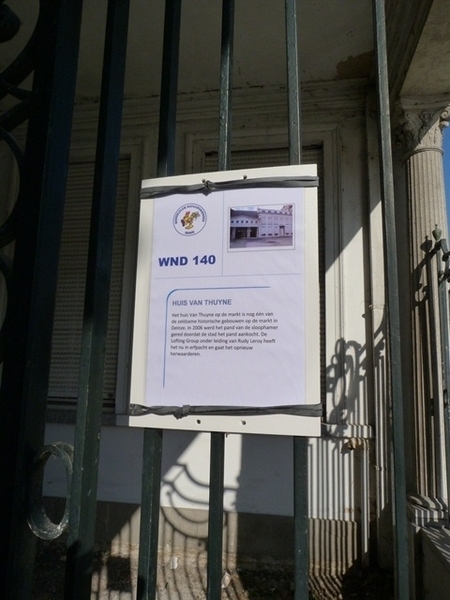 WND 140
HUIS VAN THUYNE
Het huis Van Thuyne op de markt is nog één van
de zeldzame historische gebouwen op de markt in
Deinze. In 2006 werd het pand van de sloophamer
gered doordat de stad het pand aankocht. De
Lofting Group onder leiding van Rudy Leroy heeft
het nu in erfpacht en gaat het opnieuw
herwaarderen.